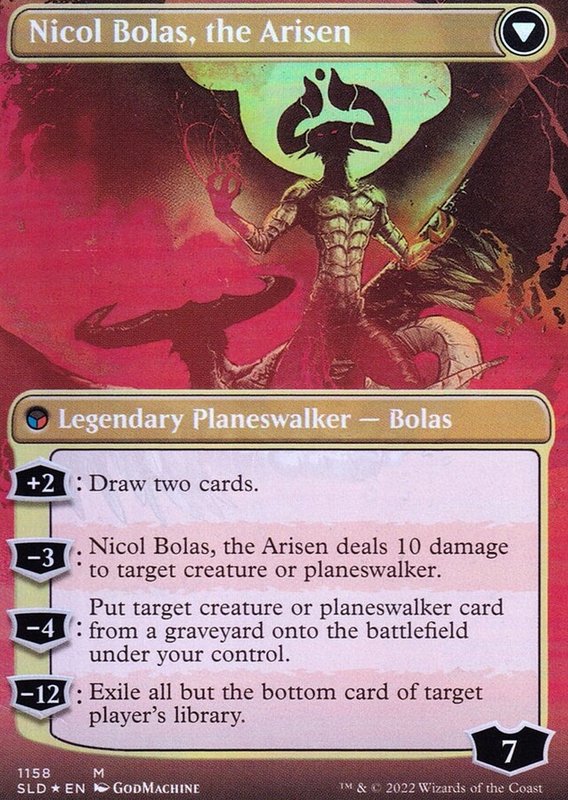 Nicol Bolas, the Arisen
Legendary Planeswalker — Bolas
+2: Draw two cards.
−3: Nicol Bolas, the Arisen deals 10 damage
to target creature or planeswalker.
−4: Put target creature or planeswalker card
from a graveyard onto the battlefield
under your control.
−12: Exile all but the bottom card of target
player's library.
7
1158 M
SLD ★ EN GodMachine
™ & © 2022 Wizards of the Coast